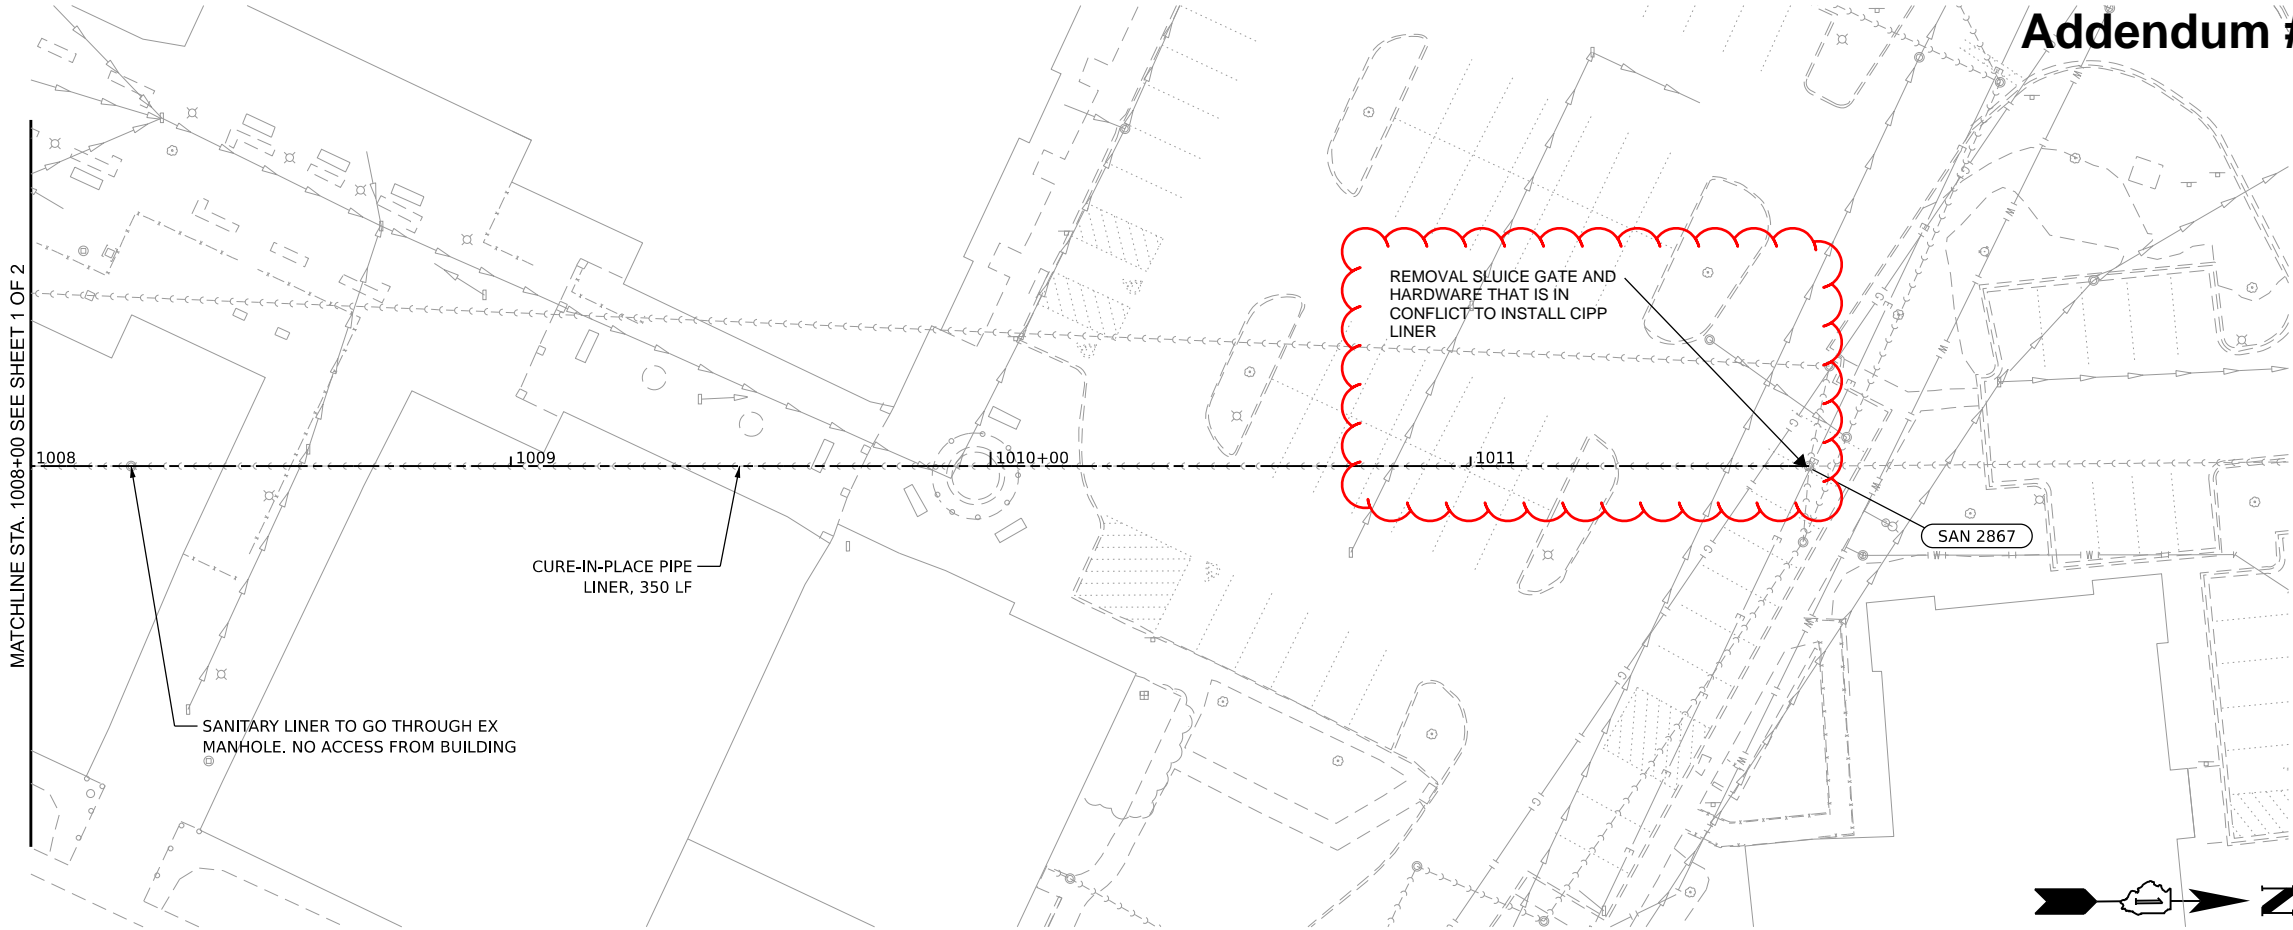 Addendum #
MATCHLINE STA. 1008+00 SEE SHEET 1 OF 2
REMOVAL SLUICE GATE AND
HARDWARE THAT IS IN
CONFLICT TO INSTALL CIPP
LINER
1008
1009
1010+00
1011
SAN 2867
CURE-IN-PLACE PIPE
LINER, 350 LF
SANITARY LINER TO GO THROUGH EX
MANHOLE. NO ACCESS FROM BUILDING
N